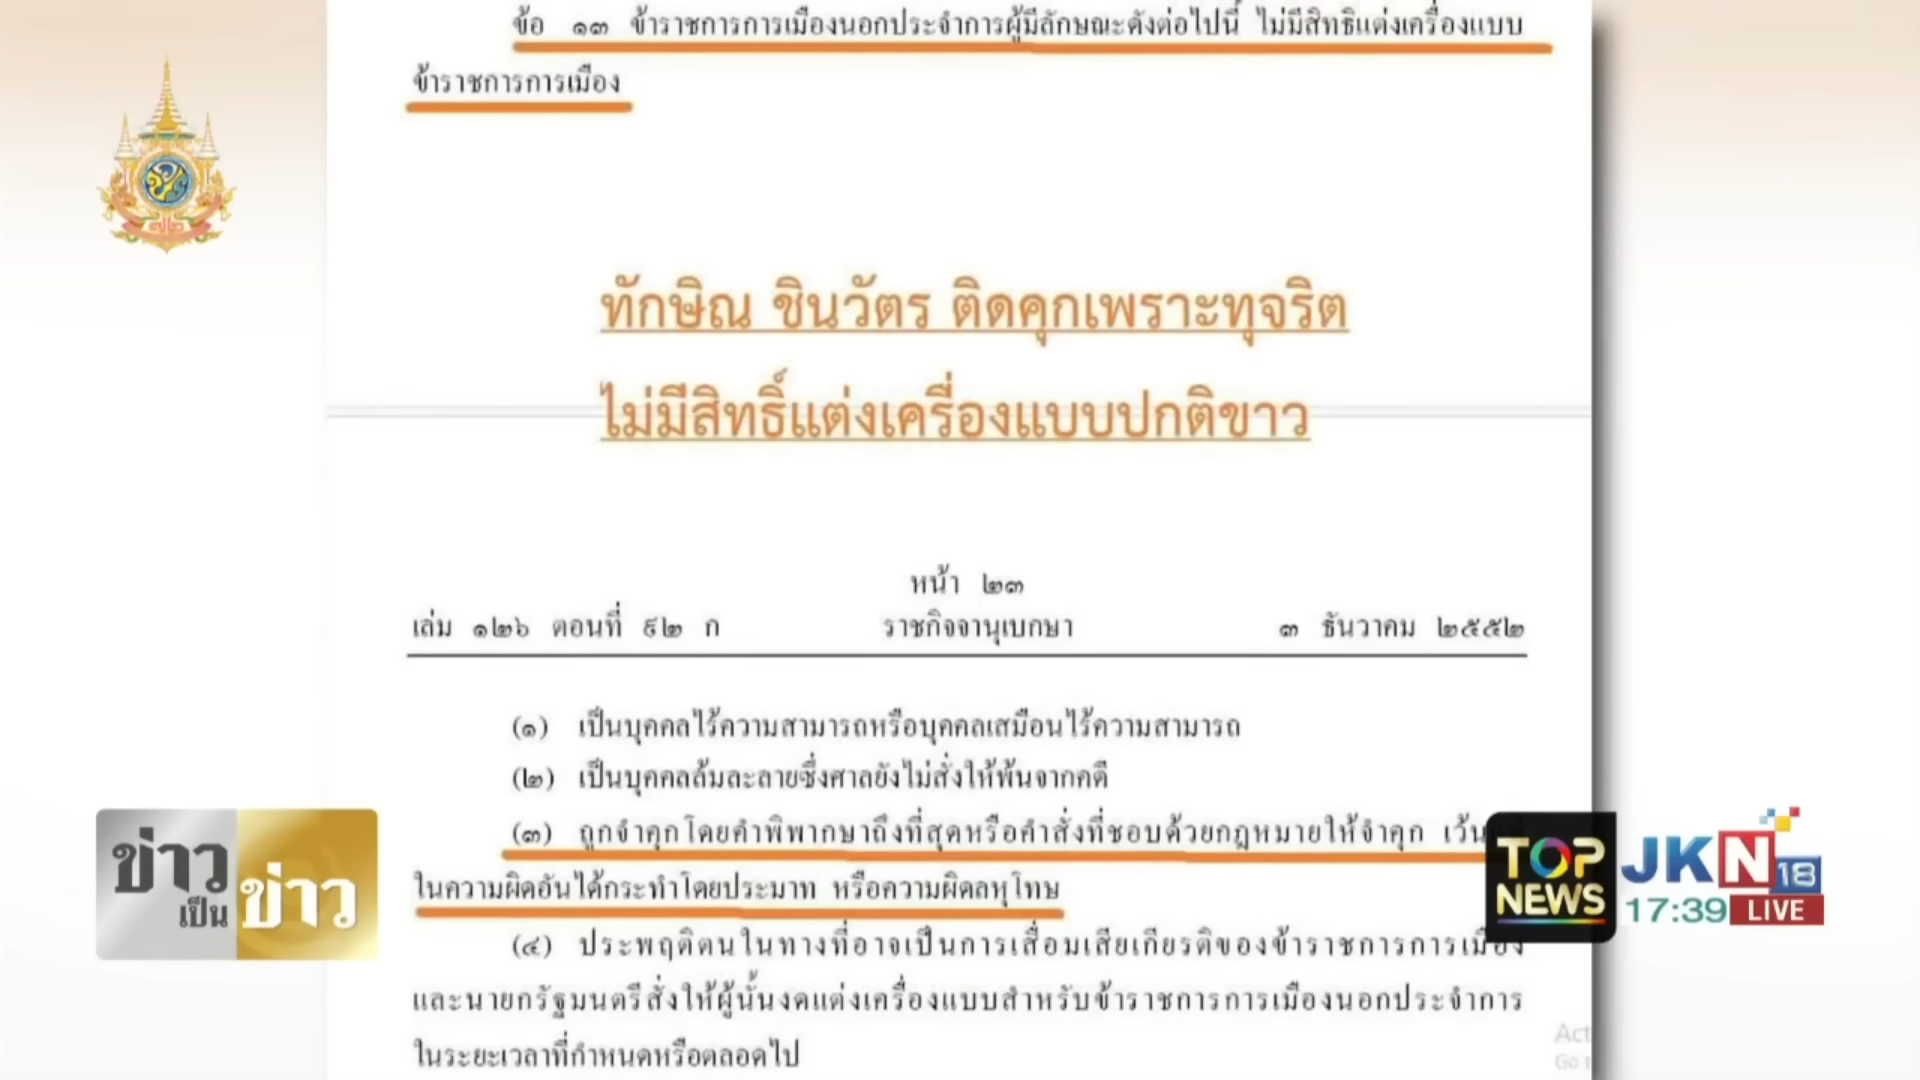 ข้อ ๑๓ ข้าราชการการเมืองนอกประจำการผู้มีลักษณะดังต่อไปนี้ ไม่มีสิทธิแต่งเครื่องแบบ
ข้าราชการการเมือง
ทักษิณ ชินวัตร ติดคุกเพราะทุจริต
ไม่มีสิทธิ์แต่งเครื่องแบบปกติขาว
หน้า ๒๓
เล่ม ๑๒๖ ตอนที่ ๙๒ ก ราชกิจจานุเบกษา ๓ ธันวาคม ๒๕๕๒
(๑) เป็นบุคคลไร้ความสามารถหรือบุคคลเสมือนไร้ความสามารถ
(๒) เป็นบุคคลล้มละลายซึ่งศาลยังไม่สั่งให้พ้นจากคดี
(๓) ถูกจำคุกโดยคำพิพากษาถึงที่สุดหรือคำสั่งที่ชอบด้วยกฎหมายให้จำคุก เว้น
ในความผิดอันได้กระทำโดยประมาท หรือความผิดลหุโทษ
(๔) ประพฤติตนในทางที่อาจเป็นการเสื่อมเสียเกียรติของข้าราชการการเมือง
และนายกรัฐมนตรีสั่งให้ผู้นั้นงดแต่งเครื่องแบบสำหรับข้าราชการการเมืองนอกประจำการ
ในระยะเวลาที่กำหนดหรือตลอดไป
ข่าว
เป็น
ข่าว
TOP
NEWS
JKN 18
17:39 LIVE